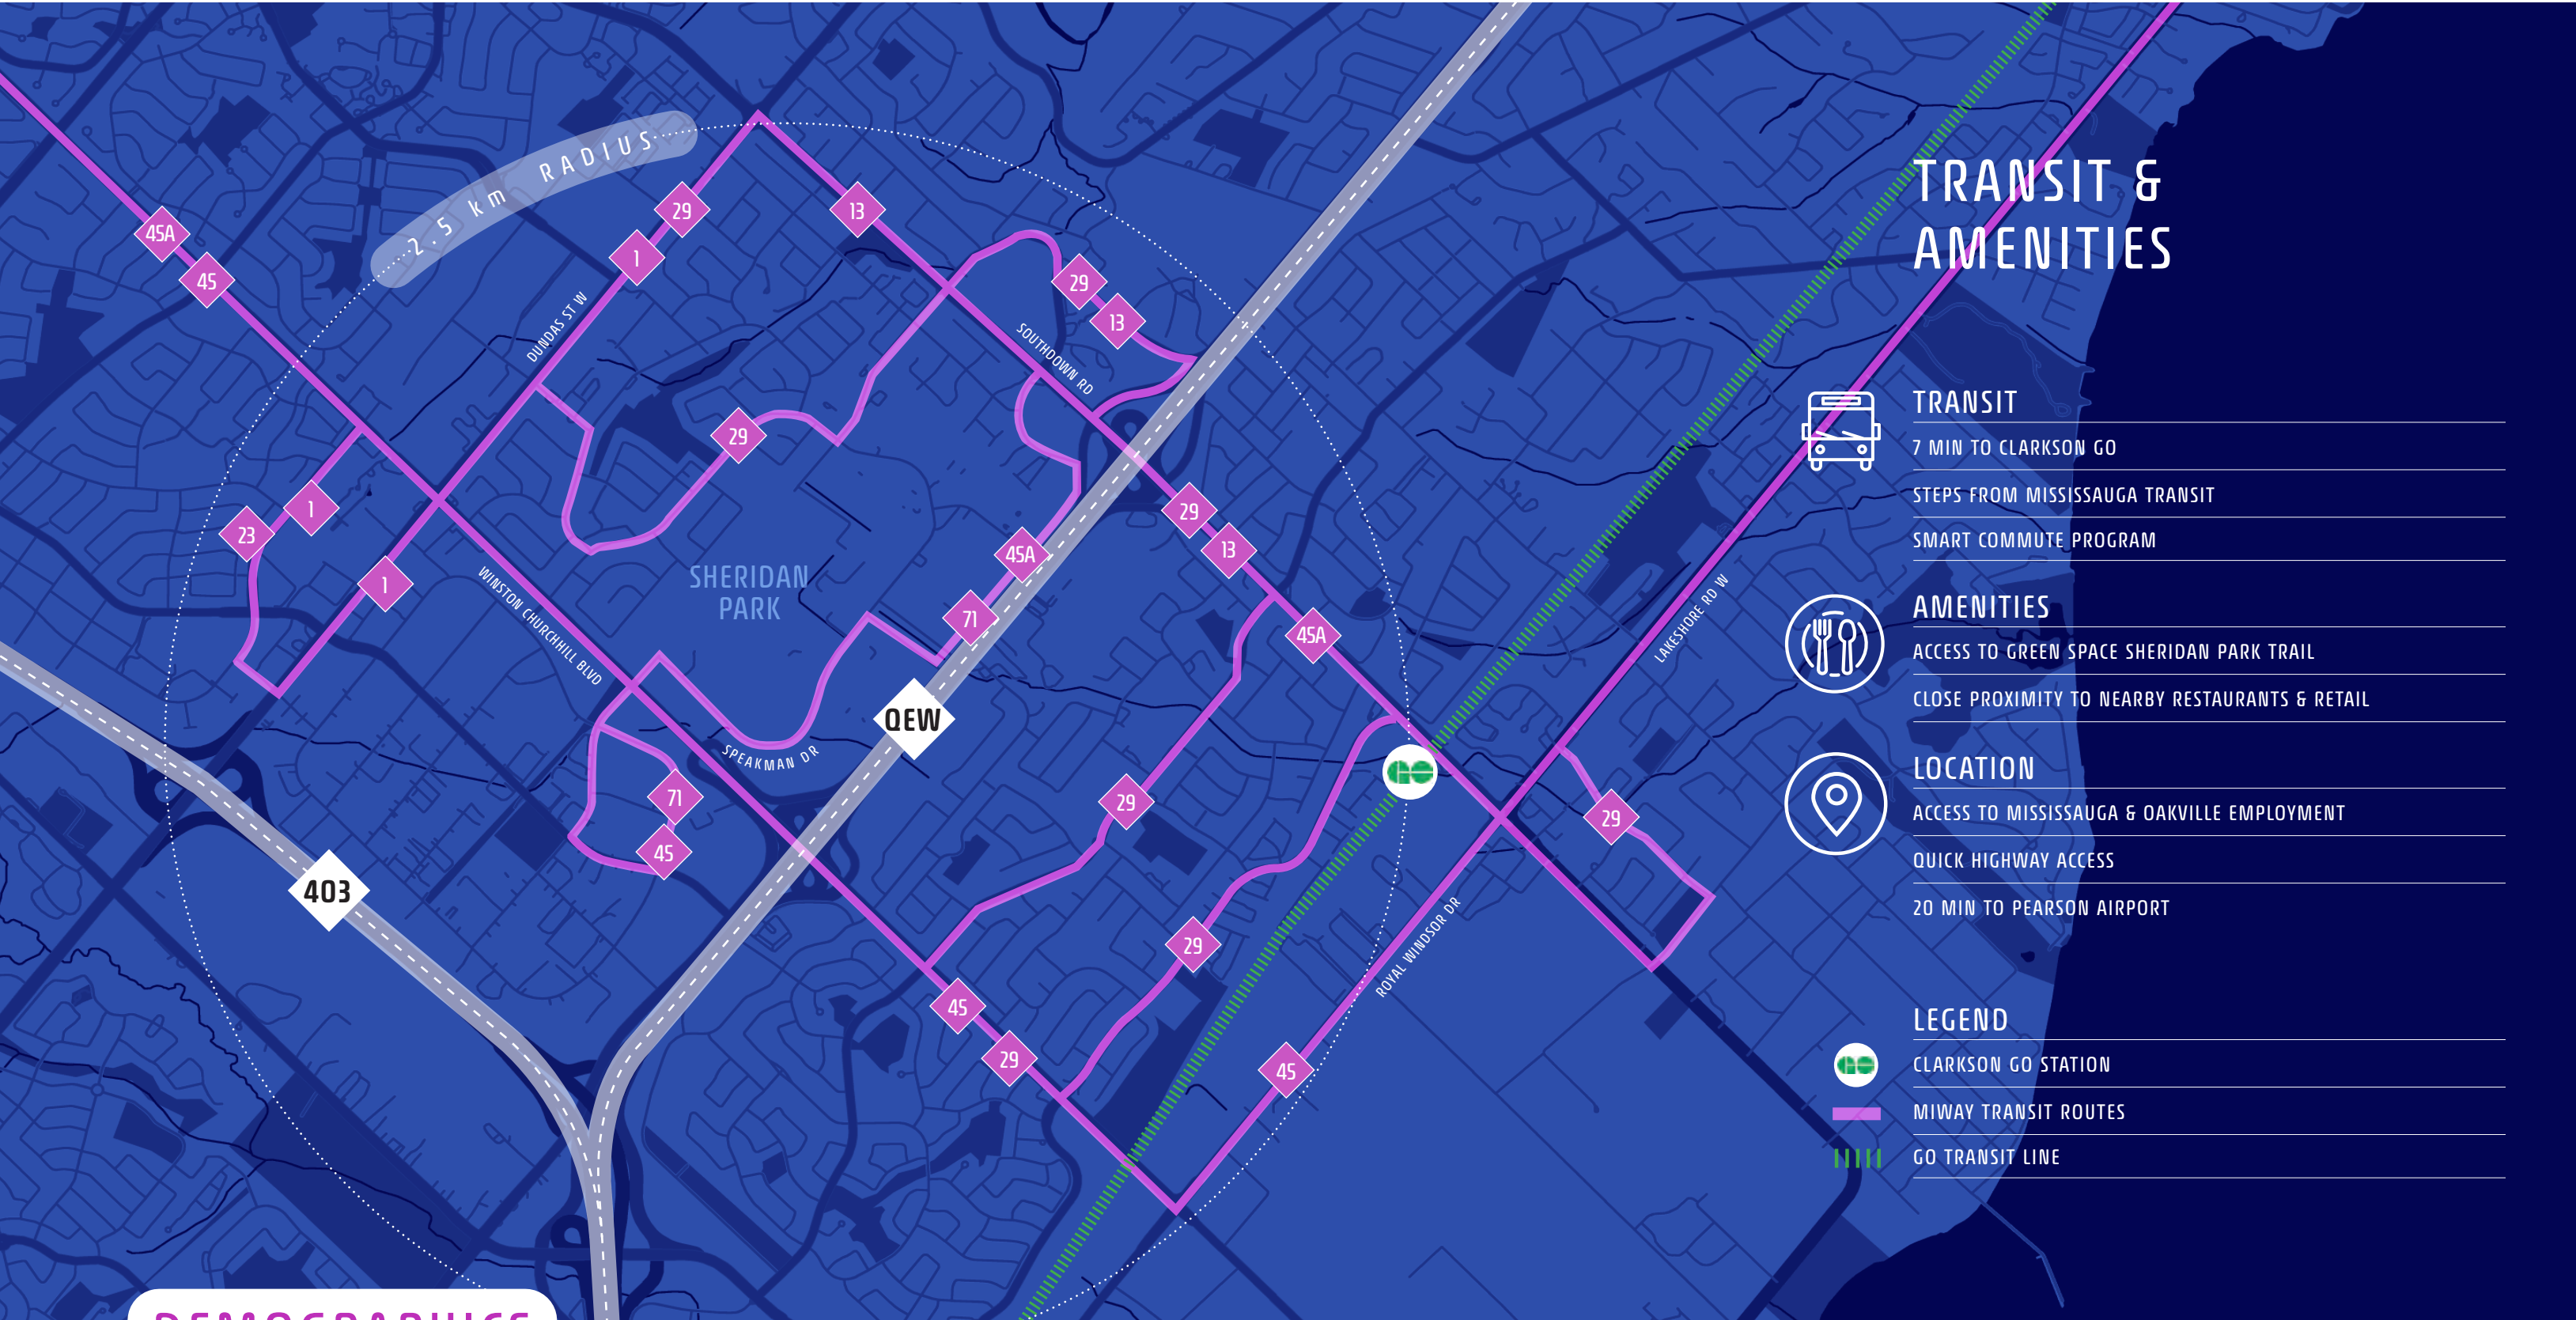 2.5 km RADIUS
45A
45
29
1
13
29
13
DUNDAS ST W
SOUTHDOWN RD
29
23
1
1
29
13
45A
45A
71
SHERIDAN
PARK
WINSTON CHURCHILL BLVD
SPEAKMAN DR
QEW
LAKESHORE RD W
GO
71
45
29
29
403
29
45
29
45
ROYAL WINDSOR DR
TRANSIT &
AMENITIES
TRANSIT
7 MIN TO CLARKSON GO
STEPS FROM MISSISSAUGA TRANSIT
SMART COMMUTE PROGRAM
AMENITIES
ACCESS TO GREEN SPACE SHERIDAN PARK TRAIL
CLOSE PROXIMITY TO NEARBY RESTAURANTS & RETAIL
LOCATION
ACCESS TO MISSISSAUGA & OAKVILLE EMPLOYMENT
QUICK HIGHWAY ACCESS
20 MIN TO PEARSON AIRPORT
LEGEND
GO
CLARKSON GO STATION
MIWAY TRANSIT ROUTES
GO TRANSIT LINE